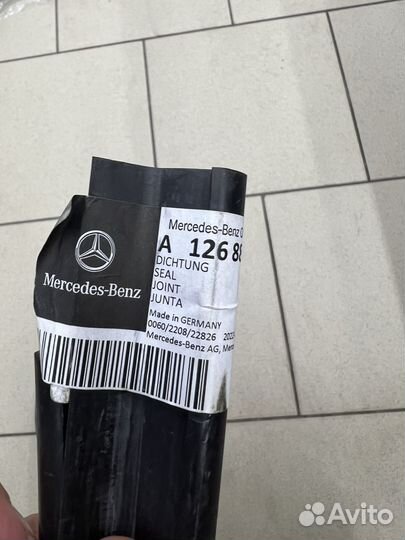 Mercedes-Benz
Mercedes-Benz
A 126 88
DICHTUNG
SEAL
JOINT
JUNTA
Made in GERMANY
0060/2208/22826
Mercedes-Benz AG,
Avito